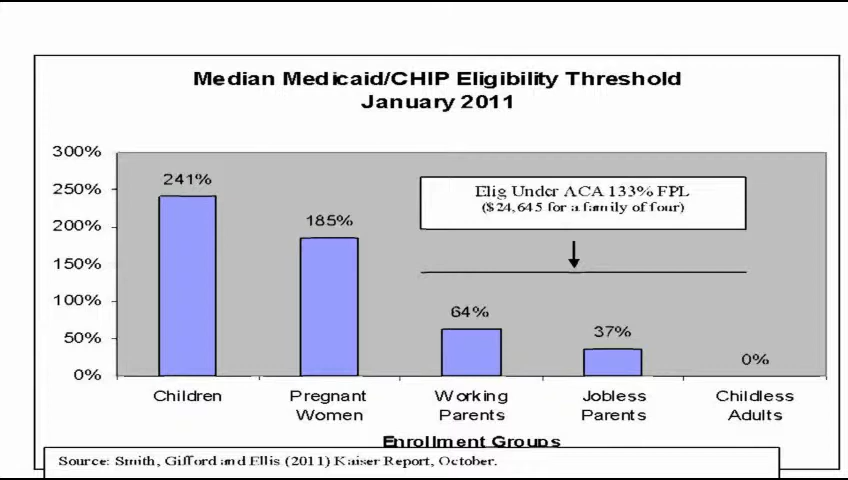 Median Medicaid/CHIP Eligibility Threshold
January 2011
300%
250%
200%
150%
100%
50%
0%
241%
185%
64%
37%
0%
Elig Under ACA 133% FPL
($24,645 for a family of four)
Children
Pregnant Women
Working Parents
Jobless Parents
Childless Adults
Enrollment Groups
Source: Smith, Gifford and Ellis (2011) Kaiser Report, October.